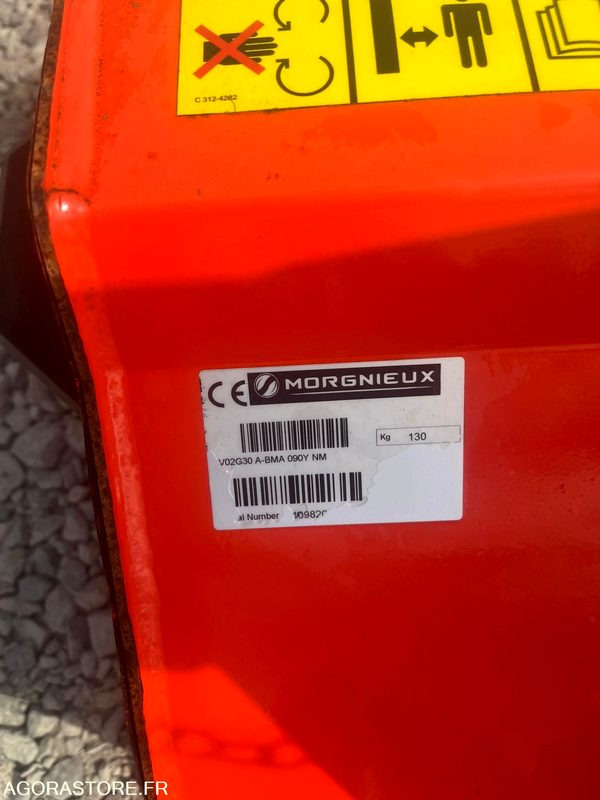 C 312-4262
CE MORGNIEUX
Kg 130
V02G30 A-BMA 090Y NM
al Number 109820
AGORASTORE.FR